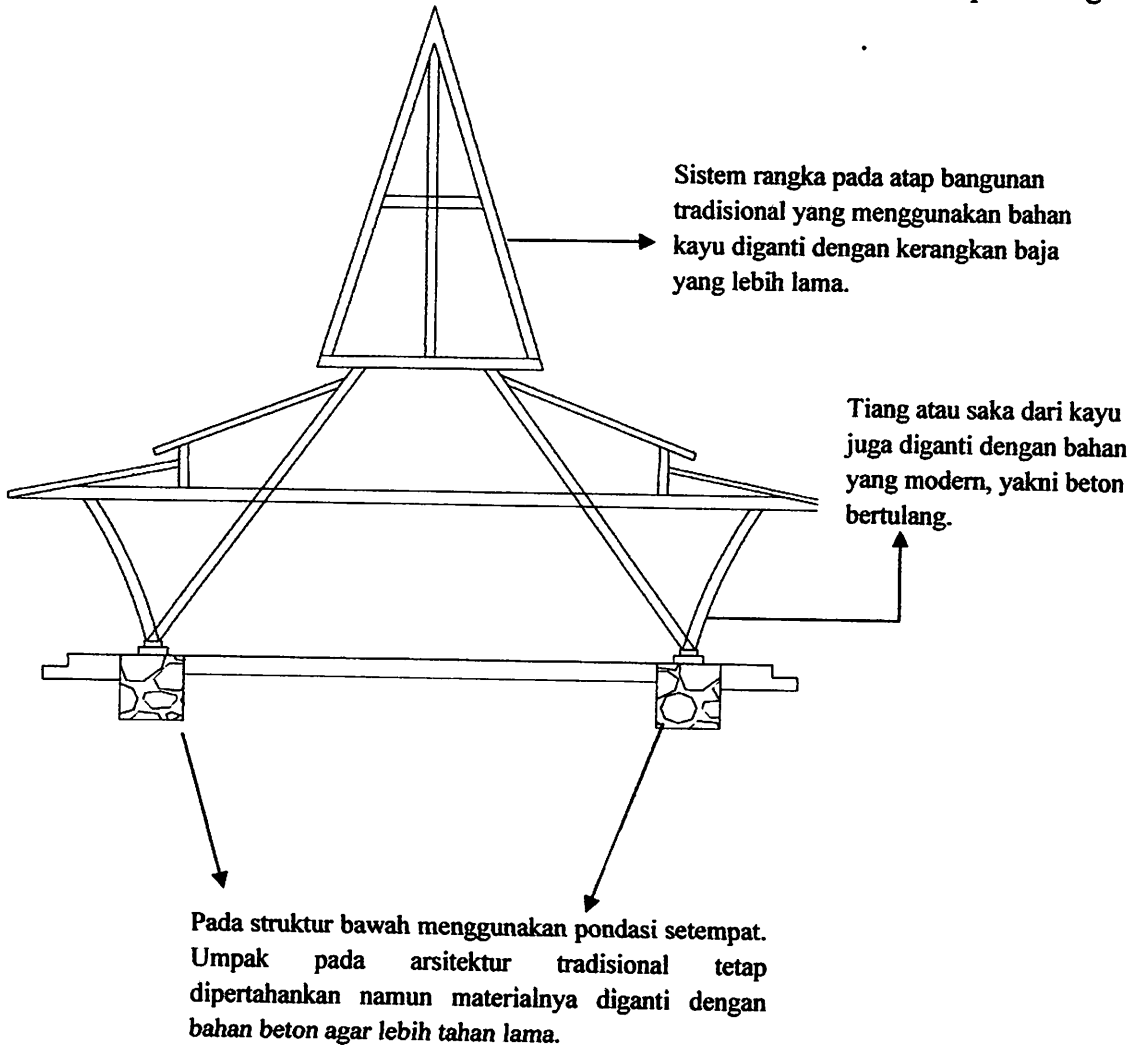 Sistem rangka pada atap bangunan
tradisional yang menggunakan bahan
kayu diganti dengan kerangkan baja
yang lebih lama.
Tiang atau saka dari kayu
juga diganti dengan bahan
yang modern, yakni beton
bertulang.
Pada struktur bawah menggunakan pondasi setempat.
Umpak pada arsitektur tradisional tetap
dipertahankan namun materialnya diganti dengan
bahan beton agar lebih tahan lama.